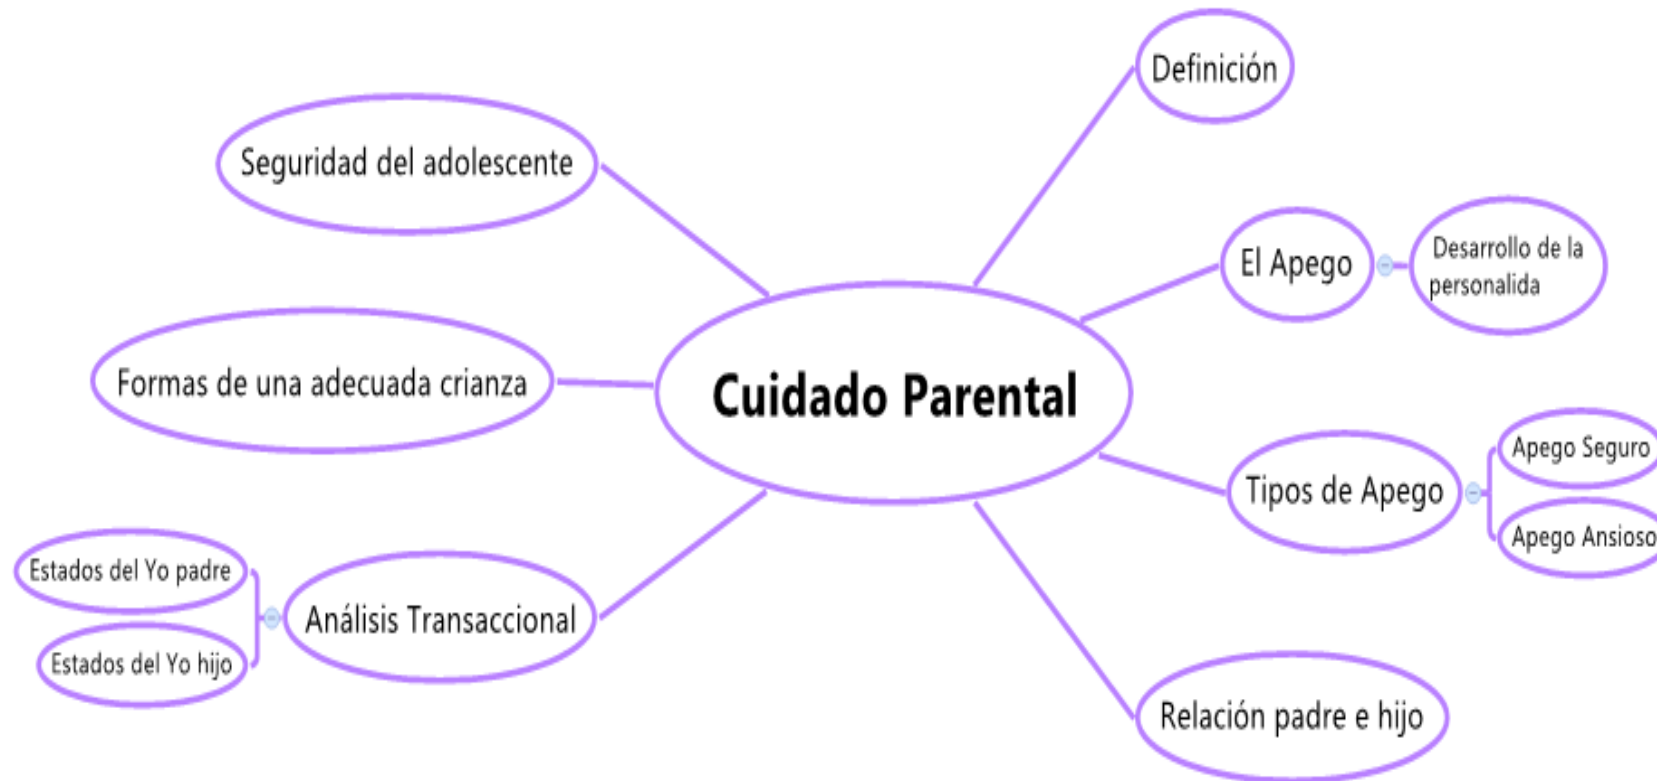 Definición
Seguridad del adolescente
El Apego
Desarrollo de la
personalida
Formas de una adecuada crianza
Cuidado Parental
Tipos de Apego
Apego Seguro
Apego Ansioso
Estados del Yo padre
Análisis Transaccional
Estados del Yo hijo
Relación padre e hijo